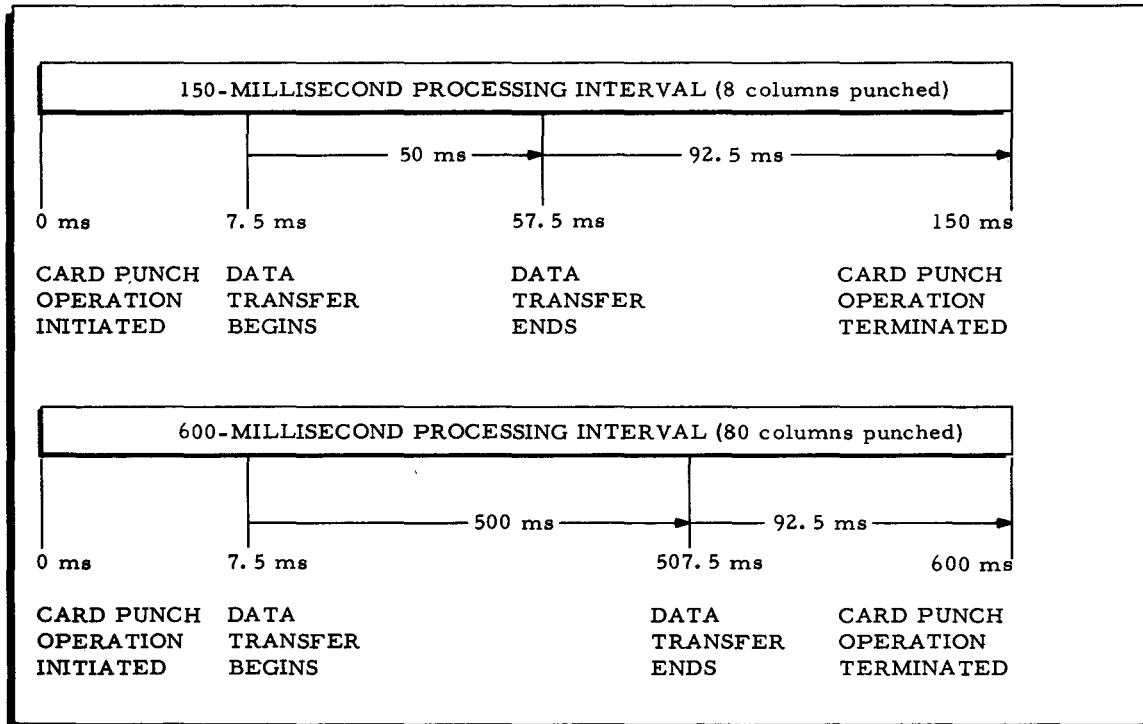 150-MILLISECOND PROCESSING INTERVAL (8 columns punched)
50 ms
92.5 ms
0 ms 7.5 ms 57.5 ms 150 ms
CARD PUNCH DATA DATA CARD PUNCH
OPERATION TRANSFER TRANSFER OPERATION
INITIATED BEGINS ENDS TERMINATED
600-MILLISECOND PROCESSING INTERVAL (80 columns punched)
500 ms
92.5 ms
0 ms 7.5 ms 507.5 ms 600 ms
CARD PUNCH DATA DATA CARD PUNCH
OPERATION TRANSFER TRANSFER OPERATION
INITIATED BEGINS ENDS TERMINATED